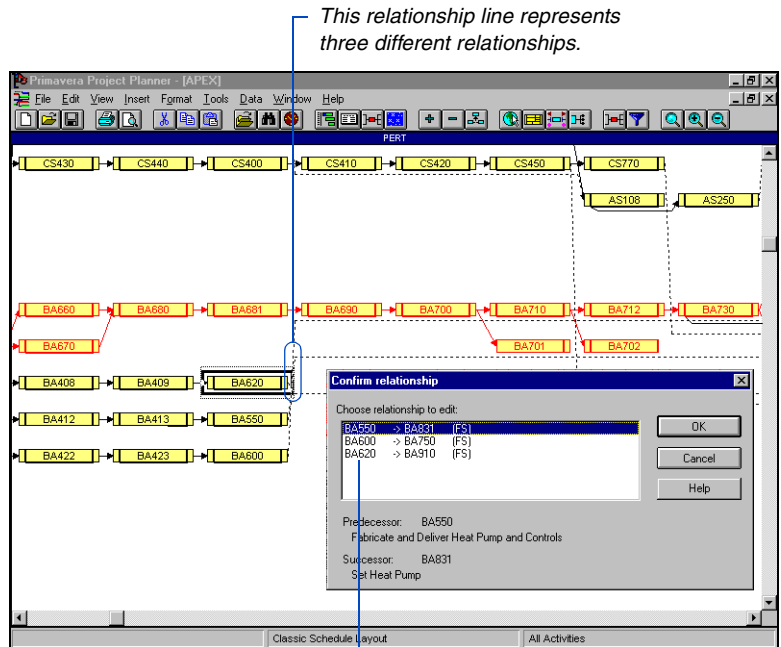 This relationship line represents
three different relationships.
Primavera Project Planner - [APEX]
File Edit View Insert Format Tools Data Window Help
PERT
CS430 CS440 CS400 CS410 CS420 CS450 CS770
AS108 AS250
BA660 BA680 BA681 BA690 BA700 BA710 BA712 BA730
BA670 BA701 BA702
BA408 BA409 BA620
BA412 BA413 BA550
BA422 BA423 BA600
Confirm relationship
Choose relationship to edit:
BA550 -> BA831 (FS)
BA600 -> BA750 (FS)
BA620 -> BA910 (FS)
OK
Cancel
Help
Predecessor: BA550
Fabricate and Deliver Heat Pump and Controls
Successor: BA831
Set Heat Pump
Classic Schedule Layout All Activities